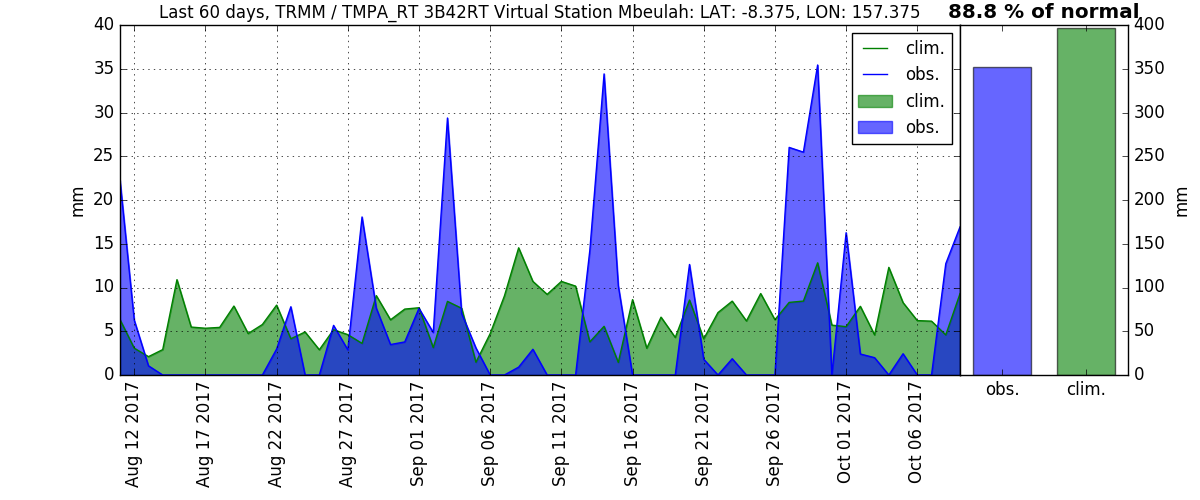 Last 60 days, TRMM / TMPA_RT 3B42RT Virtual Station Mbeulah: LAT: -8.375, LON: 157.375
88.8 % of normal
40
35
30
25
20
15
10
5
0
mm
clim.
obs.
clim.
obs.
400
350
300
250
200
150
100
50
0
mm
Aug 12 2017
Aug 17 2017
Aug 22 2017
Aug 27 2017
Sep 01 2017
Sep 06 2017
Sep 11 2017
Sep 16 2017
Sep 21 2017
Sep 26 2017
Oct 01 2017
Oct 06 2017
obs.
clim.